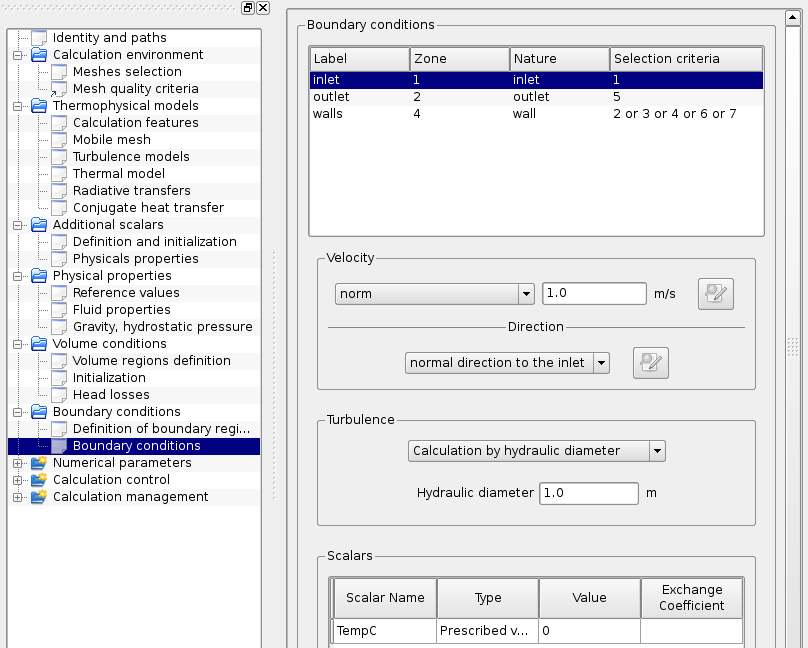 Identity and paths
Calculation environment
Meshes selection
Mesh quality criteria
Thermophysical models
Calculation features
Mobile mesh
Turbulence models
Thermal model
Radiative transfers
Conjugate heat transfer
Additional scalars
Definition and initialization
Physicals properties
Physical properties
Reference values
Fluid properties
Gravity, hydrostatic pressure
Volume conditions
Volume regions definition
Initialization
Head losses
Boundary conditions
Definition of boundary regi...
Boundary conditions
Numerical parameters
Calculation control
Calculation management
Boundary conditions
Label Zone Nature Selection criteria
inlet 1 inlet 1
outlet 2 outlet 5
walls 4 wall 2 or 3 or 4 or 6 or 7
Velocity
norm 1.0 m/s
Direction
normal direction to the inlet
Turbulence
Calculation by hydraulic diameter
Hydraulic diameter 1.0 m
Scalars
Scalar Name Type Value Exchange Coefficient
TempC Prescribed v... 0